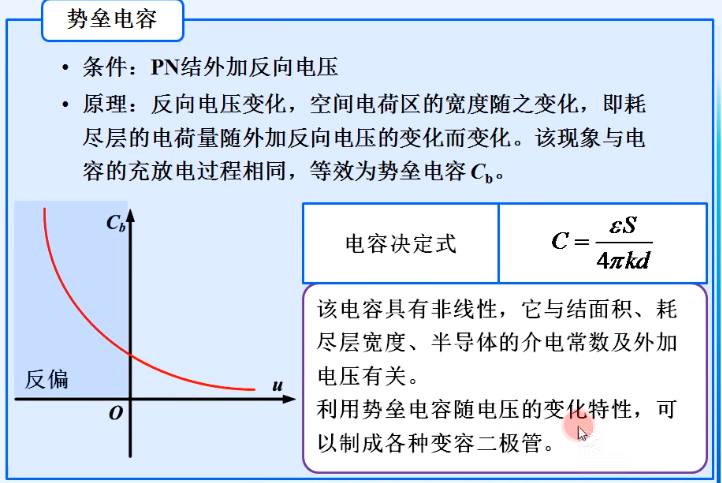 势垒电容
• 条件：PN结外加反向电压
• 原理：反向电压变化，空间电荷区的宽度随之变化，即耗
尽层的电荷量随外加反向电压的变化而变化。该现象与电
容的充放电过程相同，等效为势垒电容 C_b。
C_b
反偏
u
O
电容决定式
C = εS / 4πkd
该电容具有非线性，它与结面积、耗
尽层宽度、半导体的介电常数及外加
电压有关。
利用势垒电容随电压的变化特性，可
以制成各种变容二极管。